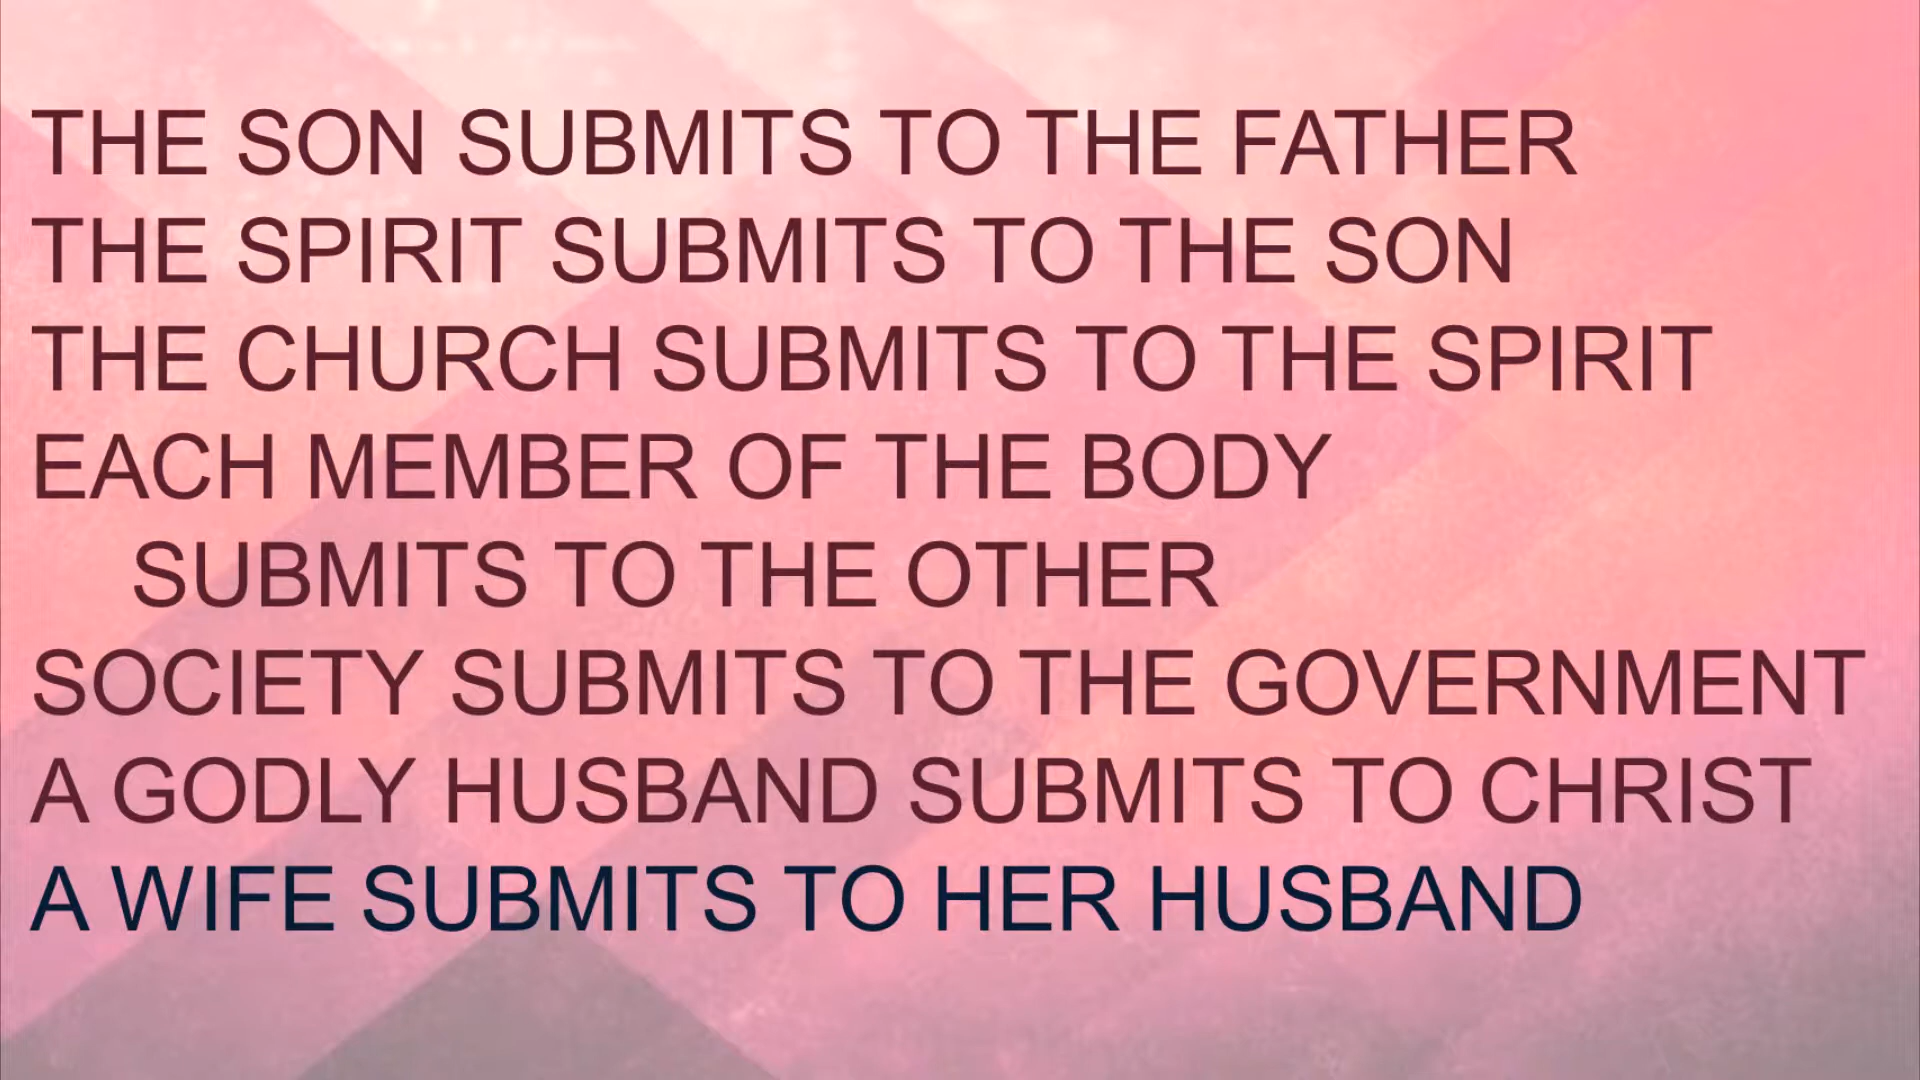 THE SON SUBMITS TO THE FATHER
THE SPIRIT SUBMITS TO THE SON
THE CHURCH SUBMITS TO THE SPIRIT
EACH MEMBER OF THE BODY
SUBMITS TO THE OTHER
SOCIETY SUBMITS TO THE GOVERNMENT
A GODLY HUSBAND SUBMITS TO CHRIST
A WIFE SUBMITS TO HER HUSBAND